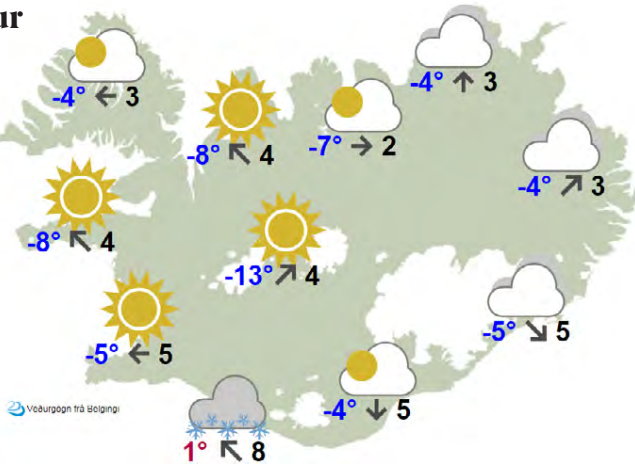 ur
-4° ← 3
-4° ↑ 3
-8° ↖ 4
-7° → 2
-4° ↗ 3
-8° ↖ 4
-13° ↗ 4
-5° ↘ 5
-5° ← 5
-4° ↓ 5
Veðurgögn frá Belgingi
1° ↖ 8